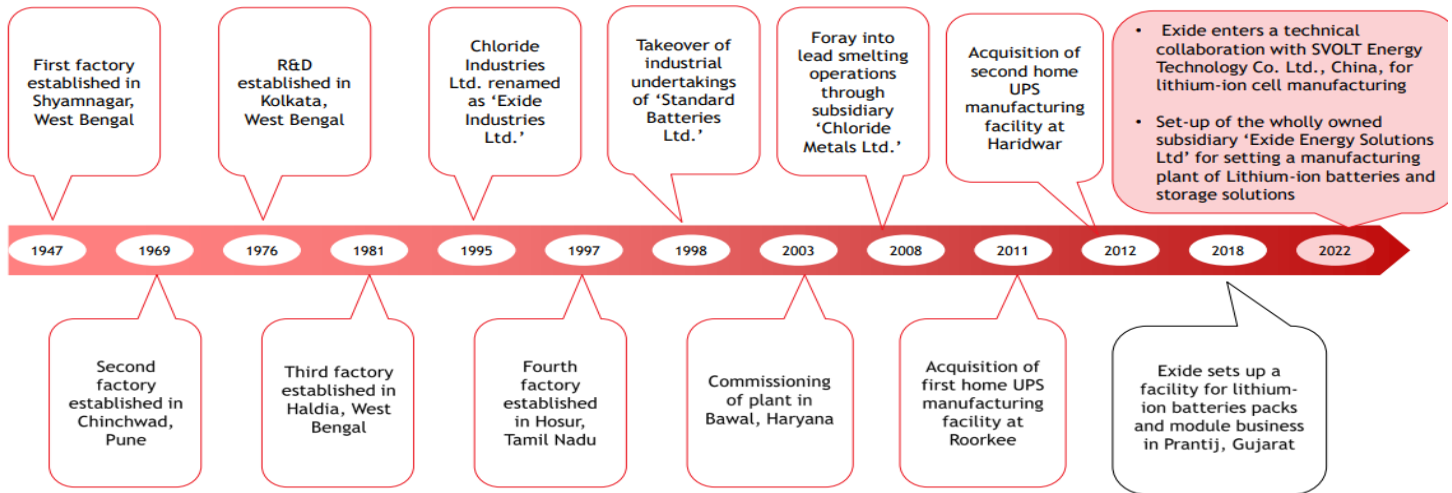 First factory
established in
Shyamnagar,
West Bengal
R&D
established in
Kolkata,
West Bengal
Chloride
Industries
Ltd. renamed
as ‘Exide
Industries
Ltd.’
Takeover of
industrial
undertakings
of ‘Standard
Batteries
Ltd.’
Foray into
lead smelting
operations
through
subsidiary
‘Chloride
Metals Ltd.’
Acquisition of
second home
UPS
manufacturing
facility at
Haridwar
• Exide enters a technical
collaboration with SVOLT Energy
Technology Co. Ltd., China, for
lithium-ion cell manufacturing
• Set-up of the wholly owned
subsidiary ‘Exide Energy Solutions
Ltd’ for setting a manufacturing
plant of Lithium-ion batteries and
storage solutions
1947 1969 1976 1981 1995 1997 1998 2003 2008 2011 2012 2018 2022
Second
factory
established in
Chinchwad,
Pune
Third factory
established in
Haldia, West
Bengal
Fourth
factory
established
in Hosur,
Tamil Nadu
Commissioning
of plant in
Bawal, Haryana
Acquisition of
first home UPS
manufacturing
facility at
Roorkee
Exide sets up a
facility for lithium-
ion batteries packs
and module business
in Prantij, Gujarat